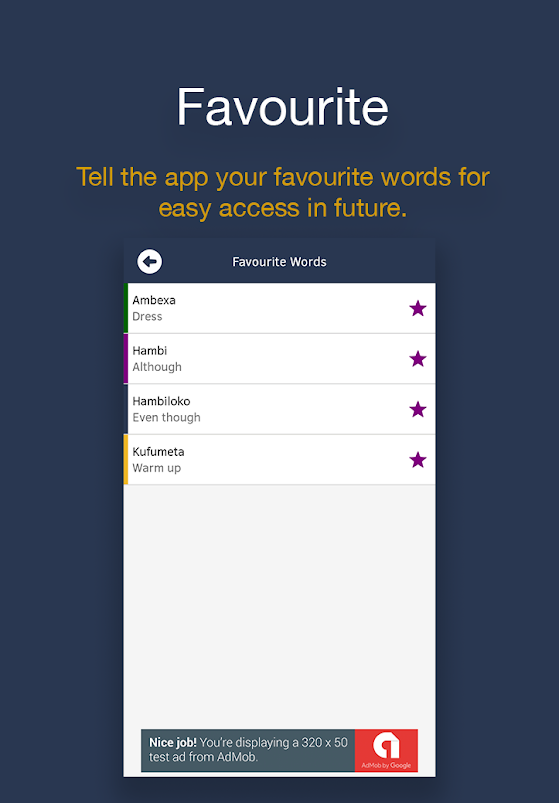 Favourite
Tell the app your favourite words for
easy access in future.
Favourite Words
Ambexa
Dress
Hambi
Although
Hambiloko
Even though
Kufumeta
Warm up
Nice job! You're displaying a 320 x 50
test ad from AdMob.
AdMob by Google